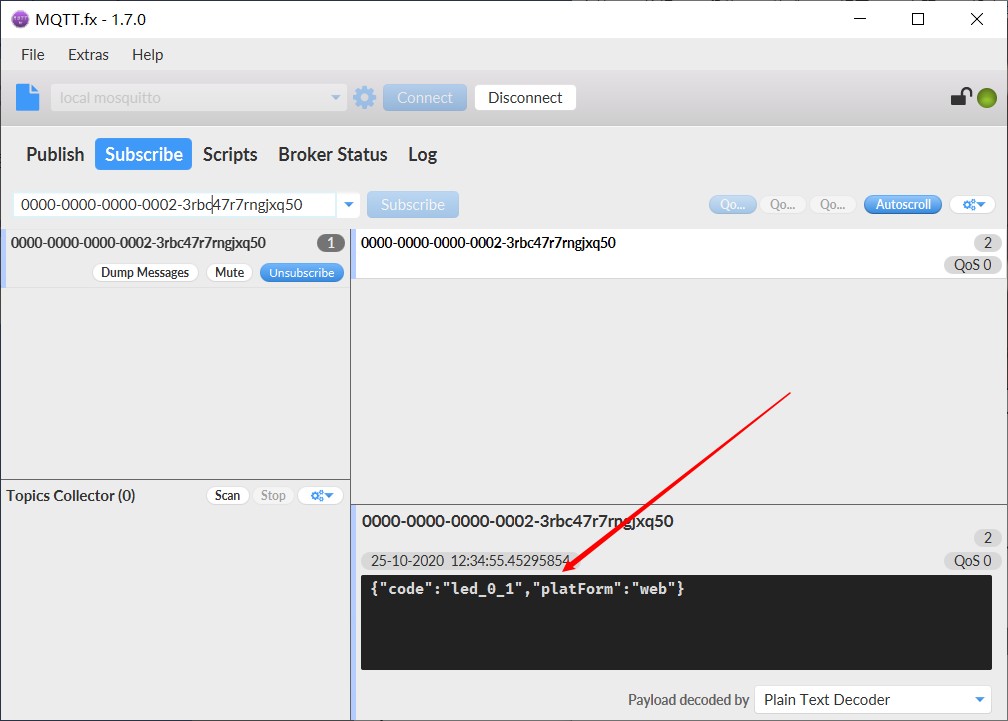 MQTT.fx - 1.7.0
File Extras Help
local mosquitto Connect Disconnect
Publish Subscribe Scripts Broker Status Log
0000-0000-0000-0002-3rbc47r7rngjxq50 Subscribe Qo... Qo... Qo... Autoscroll
0000-0000-0000-0002-3rbc47r7rngjxq50 1
Dump Messages Mute Unsubscribe
0000-0000-0000-0002-3rbc47r7rngjxq50 2
QoS 0
Topics Collector (0) Scan Stop
0000-0000-0000-0002-3rbc47r7rngjxq50
2
25-10-2020 12:34:55.45295854 QoS 0
{"code":"led_0_1","platForm":"web"}
Payload decoded by Plain Text Decoder